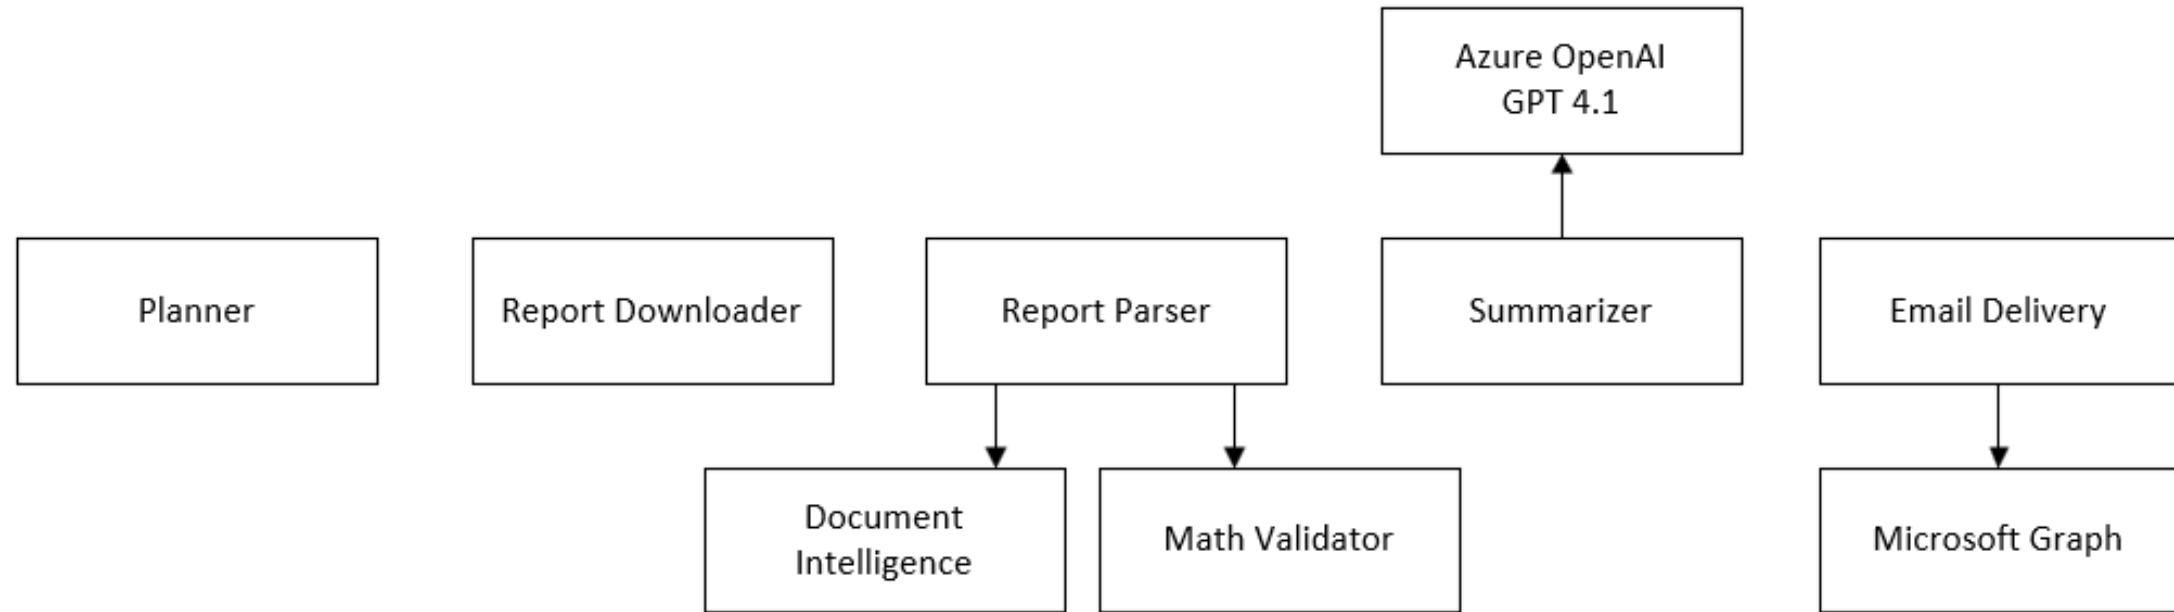 Azure OpenAI
GPT 4.1
Planner
Report Downloader
Report Parser
Summarizer
Email Delivery
Document
Intelligence
Math Validator
Microsoft Graph